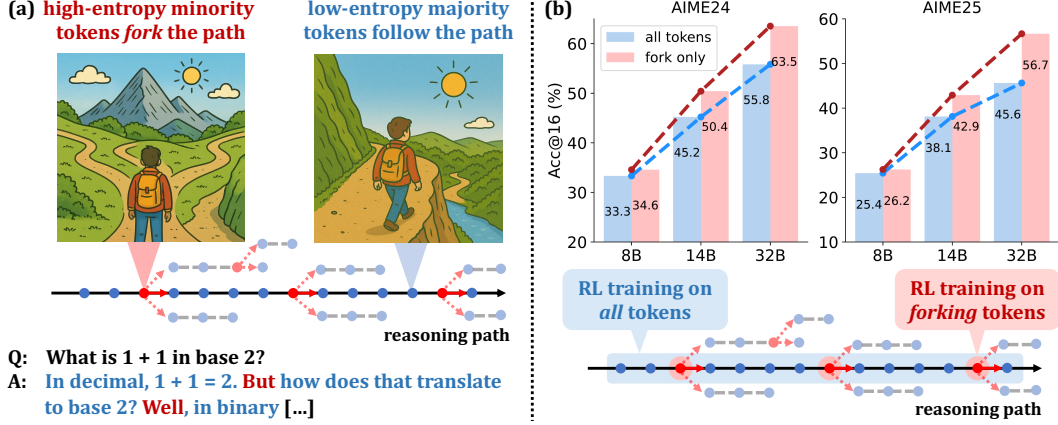 (a) high-entropy minority
tokens fork the path
low-entropy majority
tokens follow the path
reasoning path
Q: What is 1 + 1 in base 2?
A: In decimal, 1 + 1 = 2. But how does that translate
to base 2? Well, in binary [...]
(b)
AIME24
all tokens
fork only
Acc@16 (%)
60
50
40
30
20
33.3
34.6
45.2
50.4
55.8
63.5
8B
14B
32B
AIME25
60
50
40
30
20
10
25.4
26.2
38.1
42.9
45.6
56.7
8B
14B
32B
RL training on
all tokens
RL training on
forking tokens
reasoning path